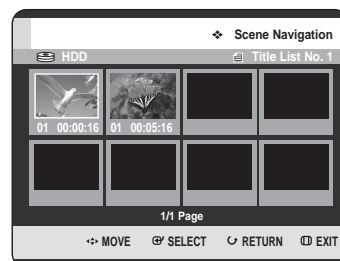 Scene Navigation
HDD Title List No. 1
01 00:00:16 01 00:05:16
1/1 Page
MOVE SELECT RETURN EXIT